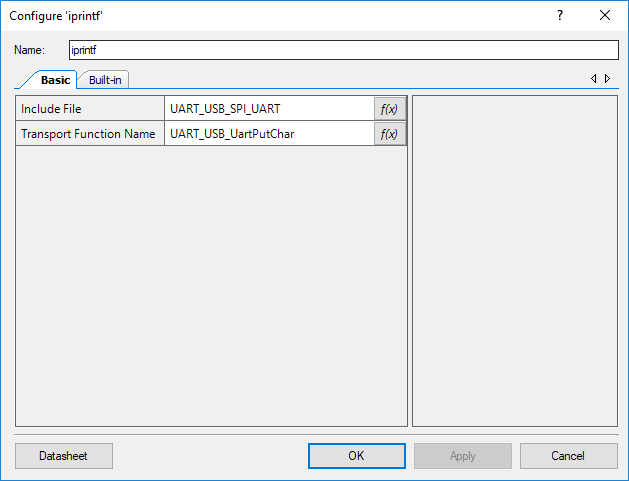 Configure 'iprintf'
?
Name: iprintf
Basic Built-in
Include File UART_USB_SPI_UART f(x)
Transport Function Name UART_USB_UartPutChar f(x)
Datasheet OK Apply Cancel